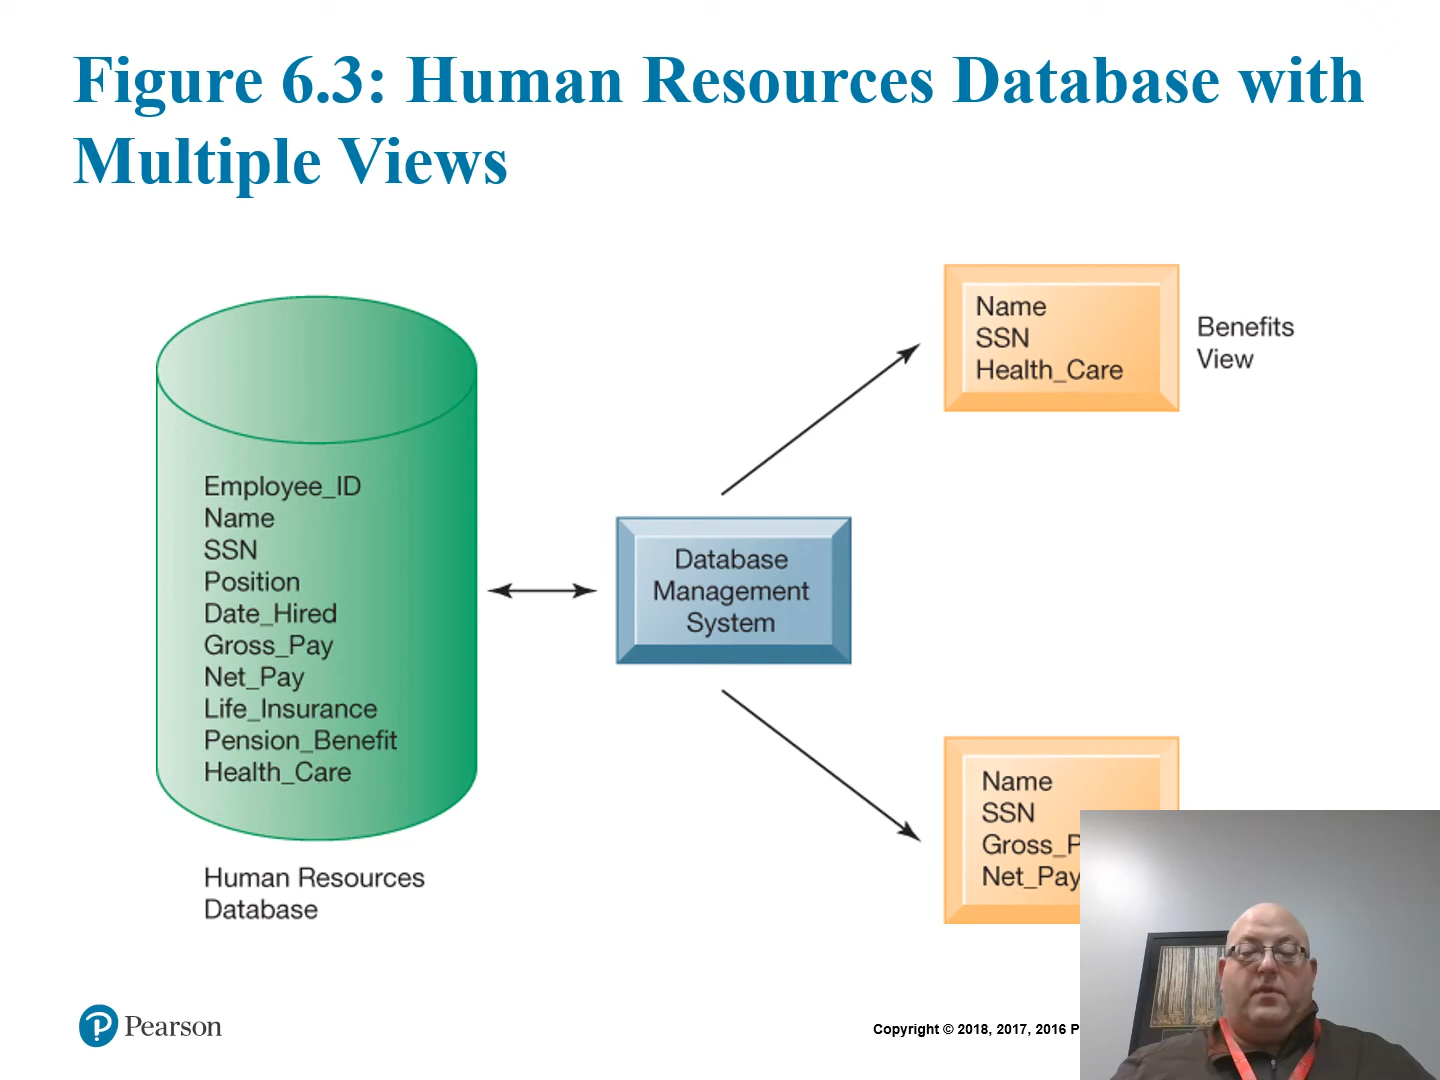 Figure 6.3: Human Resources Database with
Multiple Views
Employee_ID
Name
SSN
Position
Date_Hired
Gross_Pay
Net_Pay
Life_Insurance
Pension_Benefit
Health_Care
Human Resources
Database
Database
Management
System
Name
SSN
Health_Care
Benefits
View
Name
SSN
Gross_P
Net_Pay
Pearson
Copyright © 2018, 2017, 2016 P